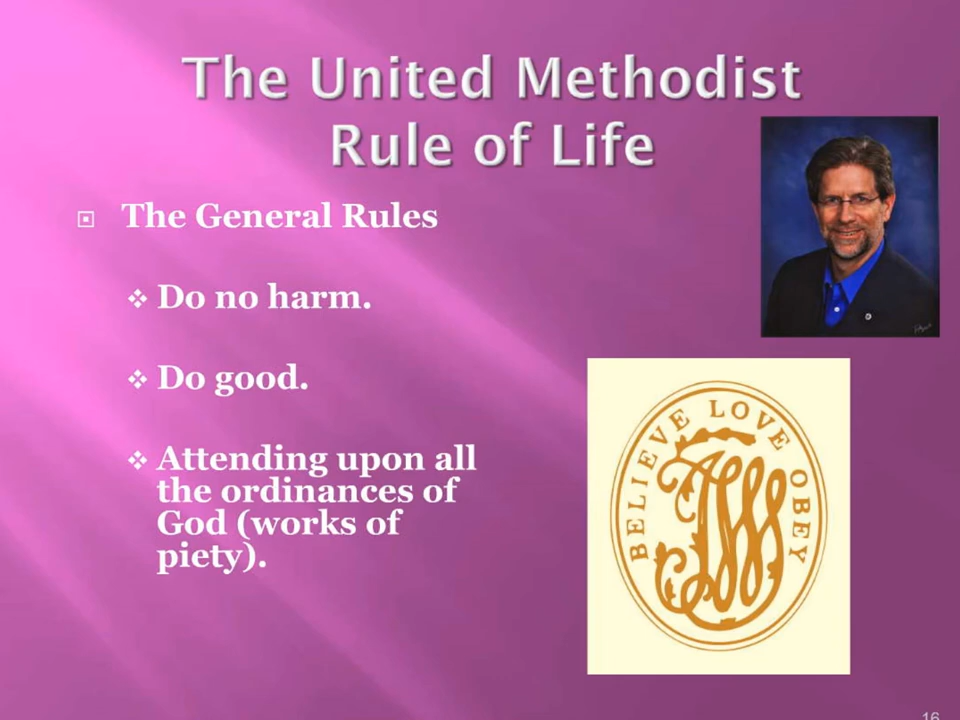 The United Methodist
Rule of Life
The General Rules
Do no harm.
Do good.
Attending upon all
the ordinances of
God (works of
piety).
BELIEVE LOVE OBEY
JW
16